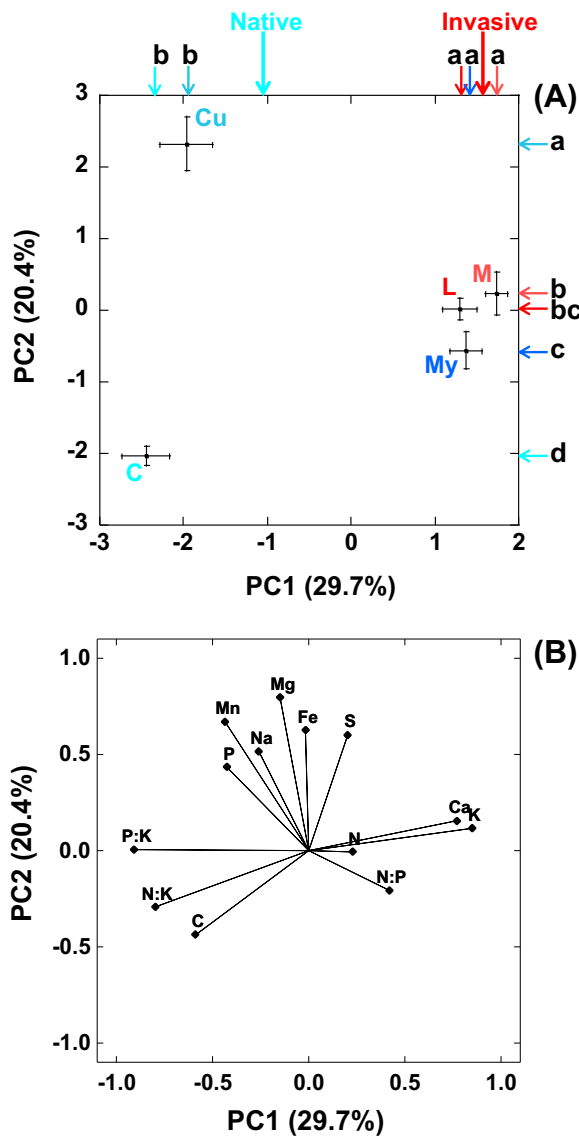 Native Invasive
b b a a a
(A)
3
2
1
0
-1
-2
-3
PC2 (20.4%)
Cu
a
M
L
b
bc
My
c
C
d
-3 -2 -1 0 1 2
PC1 (29.7%)
(B)
1.0
0.5
0.0
-0.5
-1.0
PC2 (20.4%)
Mg
Mn
Fe
S
Na
P
Ca
K
P:K
N
N:K
N:P
C
-1.0 -0.5 0.0 0.5 1.0
PC1 (29.7%)